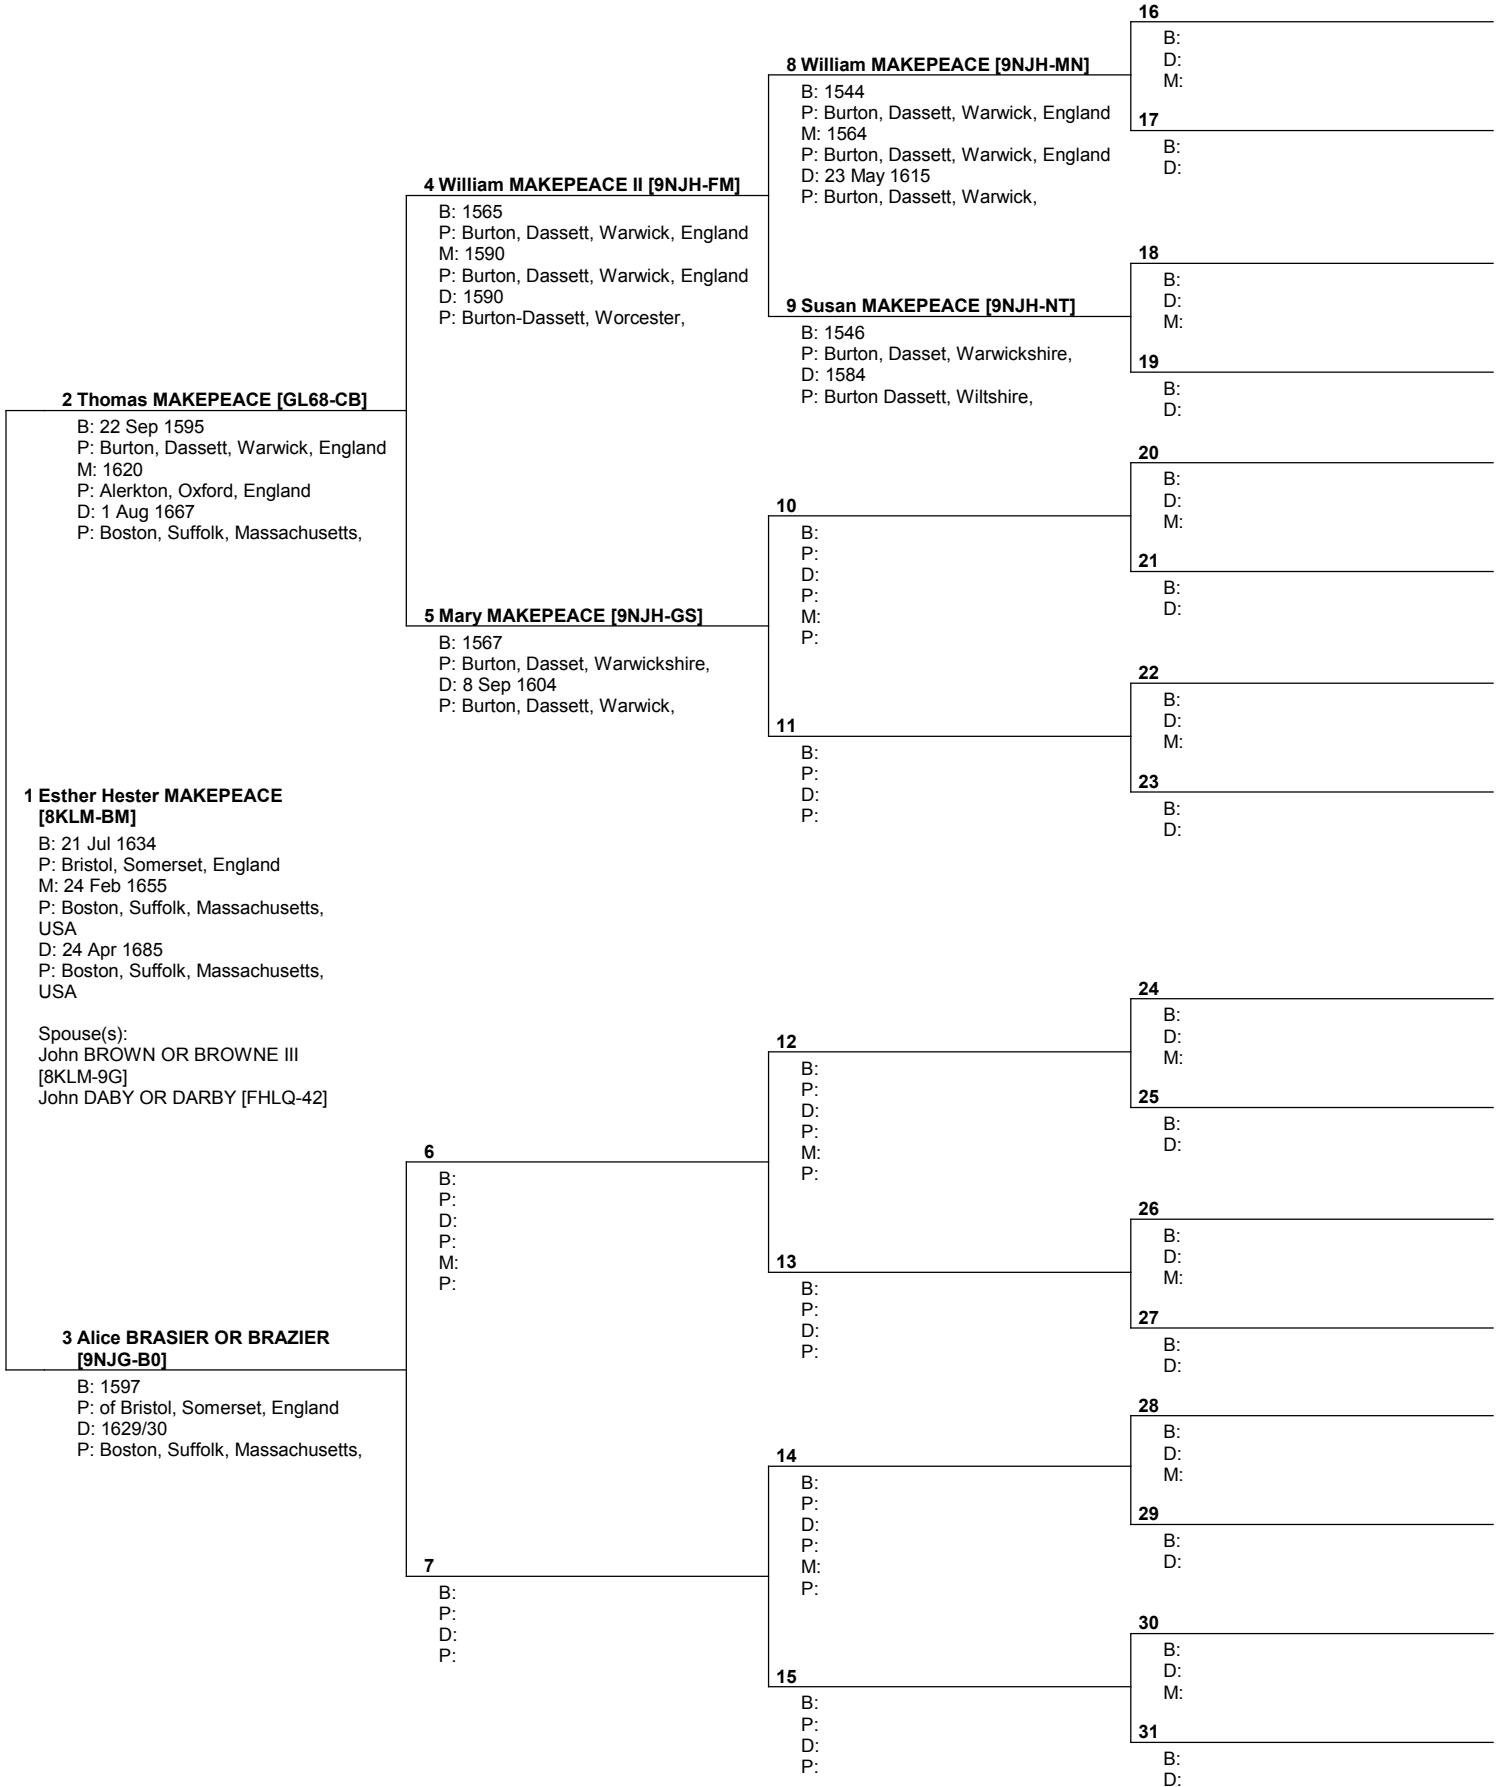 1 Esther Hester MAKEPEACE
[8KLM-BM]
B: 21 Jul 1634
P: Bristol, Somerset, England
M: 24 Feb 1655
P: Boston, Suffolk, Massachusetts,
USA
D: 24 Apr 1685
P: Boston, Suffolk, Massachusetts,
USA
Spouse(s):
John BROWN OR BROWNE III
[8KLM-9G]
John DABY OR DARBY [FHLQ-42]
2 Thomas MAKEPEACE [GL68-CB]
B: 22 Sep 1595
P: Burton, Dassett, Warwick, England
M: 1620
P: Alerkton, Oxford, England
D: 1 Aug 1667
P: Boston, Suffolk, Massachusetts,
3 Alice BRASIER OR BRAZIER
[9NJG-B0]
B: 1597
P: of Bristol, Somerset, England
D: 1629/30
P: Boston, Suffolk, Massachusetts,
4 William MAKEPEACE II [9NJH-FM]
B: 1565
P: Burton, Dassett, Warwick, England
M: 1590
P: Burton, Dassett, Warwick, England
D: 1590
P: Burton-Dassett, Worcester,
5 Mary MAKEPEACE [9NJH-GS]
B: 1567
P: Burton, Dasset, Warwickshire,
D: 8 Sep 1604
P: Burton, Dassett, Warwick,
6
B:
P:
D:
P:
M:
P:
7
B:
P:
D:
P:
8 William MAKEPEACE [9NJH-MN]
B: 1544
P: Burton, Dassett, Warwick, England
M: 1564
P: Burton, Dassett, Warwick, England
D: 23 May 1615
P: Burton, Dassett, Warwick,
9 Susan MAKEPEACE [9NJH-NT]
B: 1546
P: Burton, Dasset, Warwickshire,
D: 1584
P: Burton Dassett, Wiltshire,
10
B:
P:
D:
P:
M:
P:
11
B:
P:
D:
P:
12
B:
P:
D:
P:
M:
P:
13
B:
P:
D:
P:
14
B:
P:
D:
P:
M:
P:
15
B:
P:
D:
P:
16
B:
D:
M:
17
B:
D:
18
B:
D:
M:
19
B:
D:
20
B:
D:
M:
21
B:
D:
22
B:
D:
M:
23
B:
D:
24
B:
D:
M:
25
B:
D:
26
B:
D:
M:
27
B:
D:
28
B:
D:
M:
29
B:
D:
30
B:
D:
M:
31
B:
D: